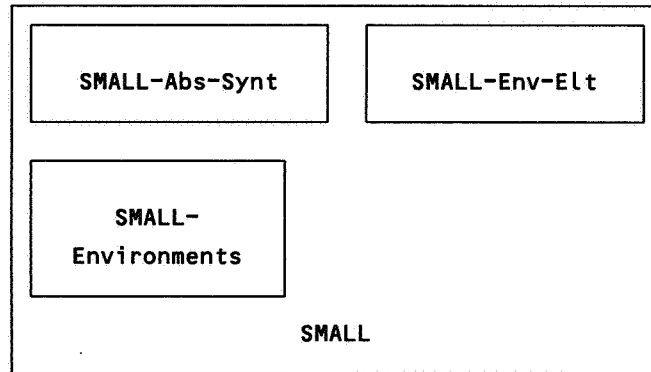 SMALL-Abs-Synt
SMALL-Env-Elt
SMALL-
Environments
SMALL